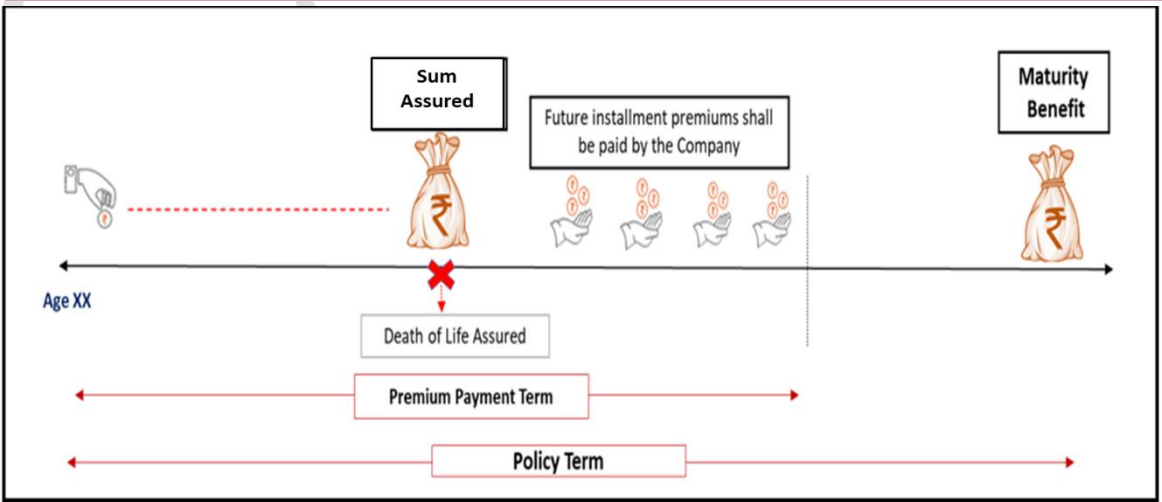 Sum
Assured
Maturity
Benefit
Future installment premiums shall
be paid by the Company
₹
₹
Age XX
Death of Life Assured
Premium Payment Term
Policy Term